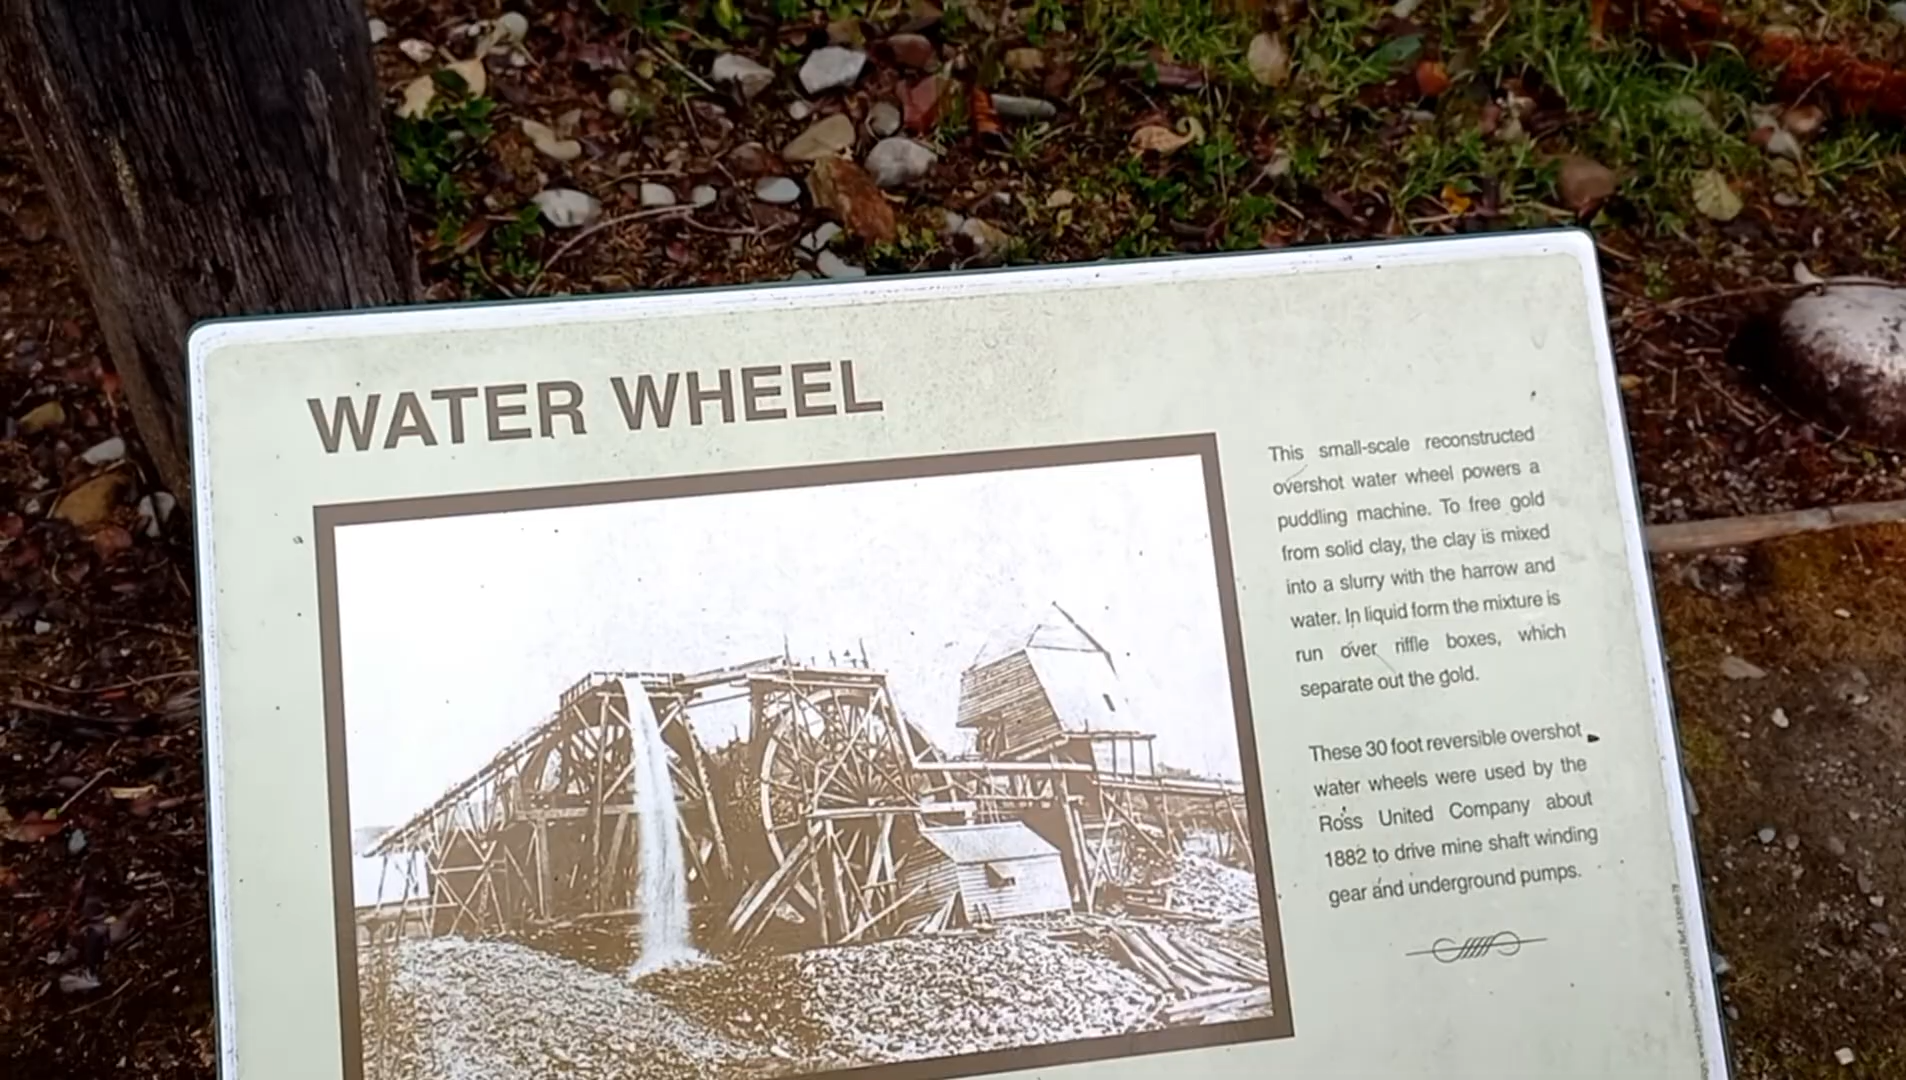 WATER WHEEL
This small-scale reconstructed
overshot water wheel powers a
puddling machine. To free gold
from solid clay, the clay is mixed
into a slurry with the harrow and
water. In liquid form the mixture is
run over riffle boxes, which
separate out the gold.
These 30 foot reversible overshot
water wheels were used by the
Ross United Company about
1882 to drive mine shaft winding
gear and underground pumps.